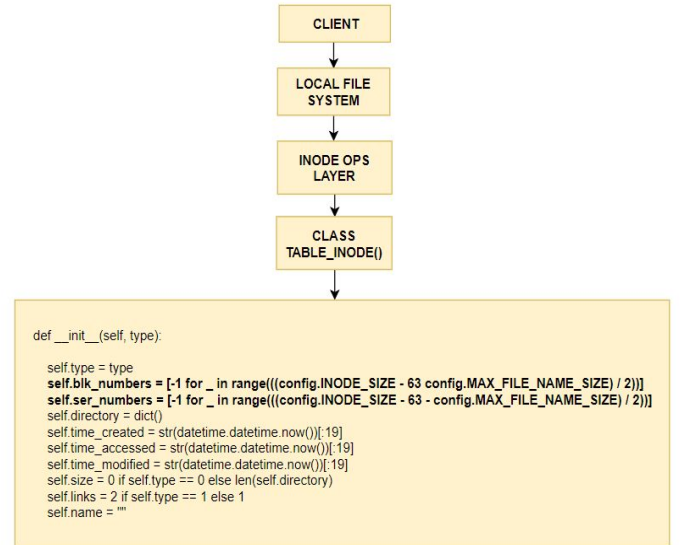 CLIENT
LOCAL FILE
SYSTEM
INODE OPS
LAYER
CLASS
TABLE_INODE()
def __init__(self, type):
self.type = type
self.blk_numbers = [-1 for _ in range(((config.INODE_SIZE - 63 config.MAX_FILE_NAME_SIZE) / 2))]
self.ser_numbers = [-1 for _ in range(((config.INODE_SIZE - 63 - config.MAX_FILE_NAME_SIZE) / 2))]
self.directory = dict()
self.time_created = str(datetime.datetime.now())[:19]
self.time_accessed = str(datetime.datetime.now())[:19]
self.time_modified = str(datetime.datetime.now())[:19]
self.size = 0 if self.type == 0 else len(self.directory)
self.links = 2 if self.type == 1 else 1
self.name = ""